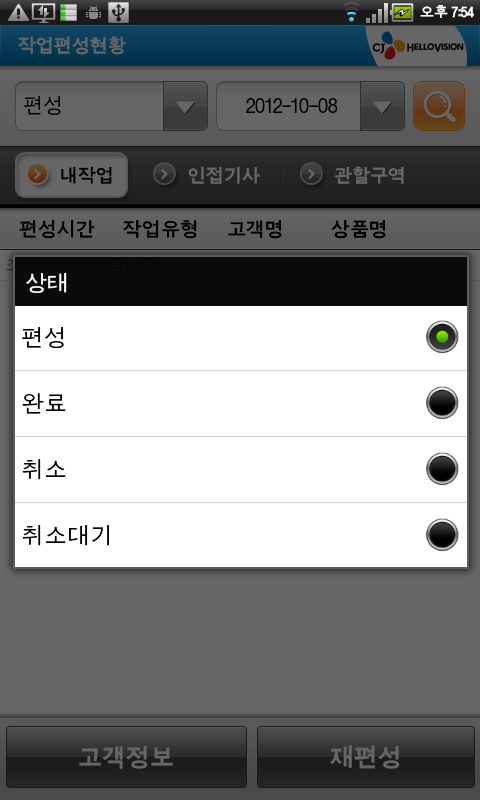 오후 7:54
작업편성현황
CJ HELLOVISION
편성 2012-10-08
내작업 인접기사 관할구역
편성시간 작업유형 고객명 상품명
상태
편성
완료
취소
취소대기
고객정보 재편성